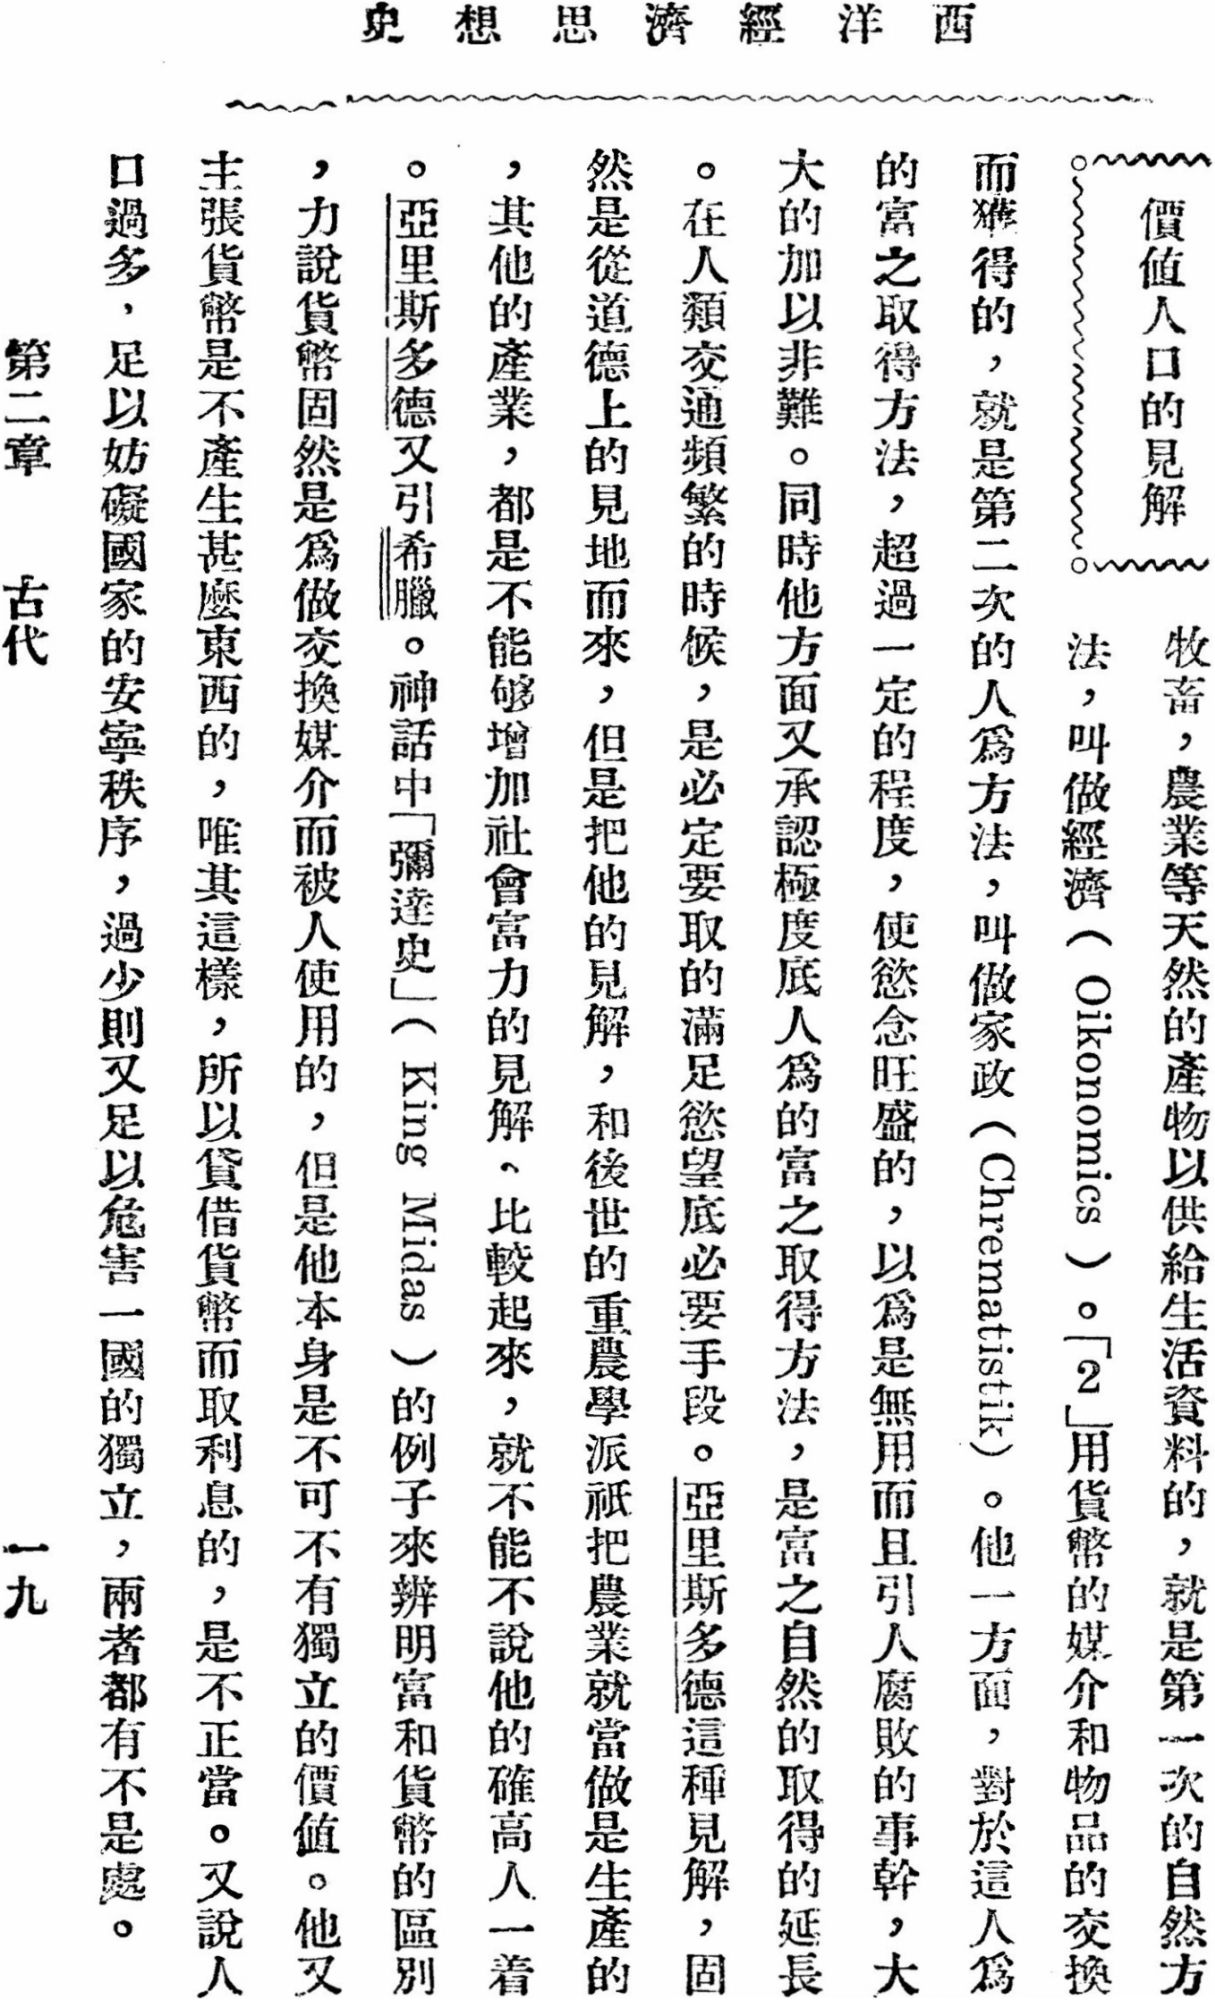 西洋經濟思想史
價值人口的見解
牧畜，農業等天然的產物以供給生活資料的，就是第一次的自然方
法，叫做經濟（Oikonomics）。「2」用貨幣的媒介和物品的交換
而獲得的，就是第二次的人爲方法，叫做家政（Chrematistik）。他一方面，對於這人爲
的富之取得方法，超過一定的程度，使慾念旺盛的，以爲是無用而且引人腐敗的事幹，大
大的加以非難。同時他方面又承認極度底人爲的富之取得方法，是富之自然的取得的延長
。在人類交通頻繁的時候，是必定要取的滿足慾望底必要手段。亞里斯多德這種見解，固
然是從道德上的見地而來，但是把他的見解，和後世的重農學派祇把農業就當做是生產的
，其他的產業，都是不能够增加社會富力的見解、比較起來，就不能不說他的確高人一着
。亞里斯多德又引希臘。神話中「彌達史」（King Midas）的例子來辨明富和貨幣的區別
，力說貨幣固然是爲做交換媒介而被人使用的，但是他本身是不可不有獨立的價值。他又
主張貨幣是不產生甚麼東西的，唯其這樣，所以貸借貨幣而取利息的，是不正當。又說人
口過多，足以妨礙國家的安寧秩序，過少則又足以危害一國的獨立，兩者都有不是處。
第二章 古代 一九